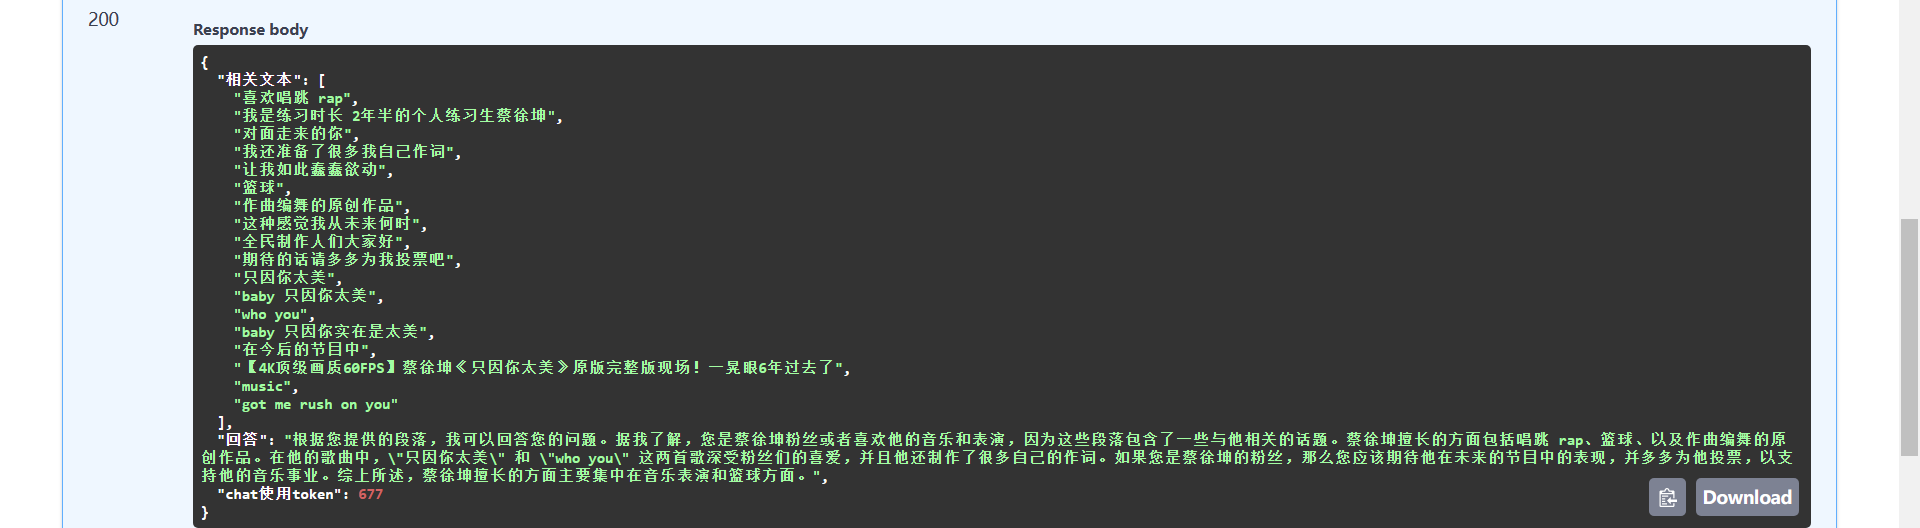 200
Response body
{
"相关文本": [
"喜欢唱跳 rap",
"我是练习时长 2年半的个人练习生蔡徐坤",
"对面走来的你",
"我还准备了很多我自己作词",
"让我如此蠢蠢欲动",
"篮球",
"作曲编舞的原创作品",
"这种感觉我从未来何时",
"全民制作人们大家好",
"期待的话请多多为我投票吧",
"只因你太美",
"baby 只因你太美",
"who you",
"baby 只因你实在是太美",
"在今后的节目中",
"【4K顶级画质60FPS】蔡徐坤《只因你太美》原版完整版现场！一晃眼6年过去了",
"music",
"got me rush on you"
],
"回答": "根据您提供的段落，我可以回答您的问题。据我了解，您是蔡徐坤粉丝或者喜欢他的音乐和表演，因为这些段落包含了一些与他相关的话题。蔡徐坤擅长的方面包括唱跳 rap、篮球、以及作曲编舞的原
创作品。在他的歌曲中，\"只因你太美\" 和 \"who you\" 这两首歌深受粉丝们的喜爱，并且他还制作了很多自己的作词。如果您是蔡徐坤的粉丝，那么您应该期待他在未来的节目中的表现，并多多为他投票，以支
持他的音乐事业。综上所述，蔡徐坤擅长的方面主要集中在音乐表演和篮球方面。",
"chat使用token": 677
}
Download